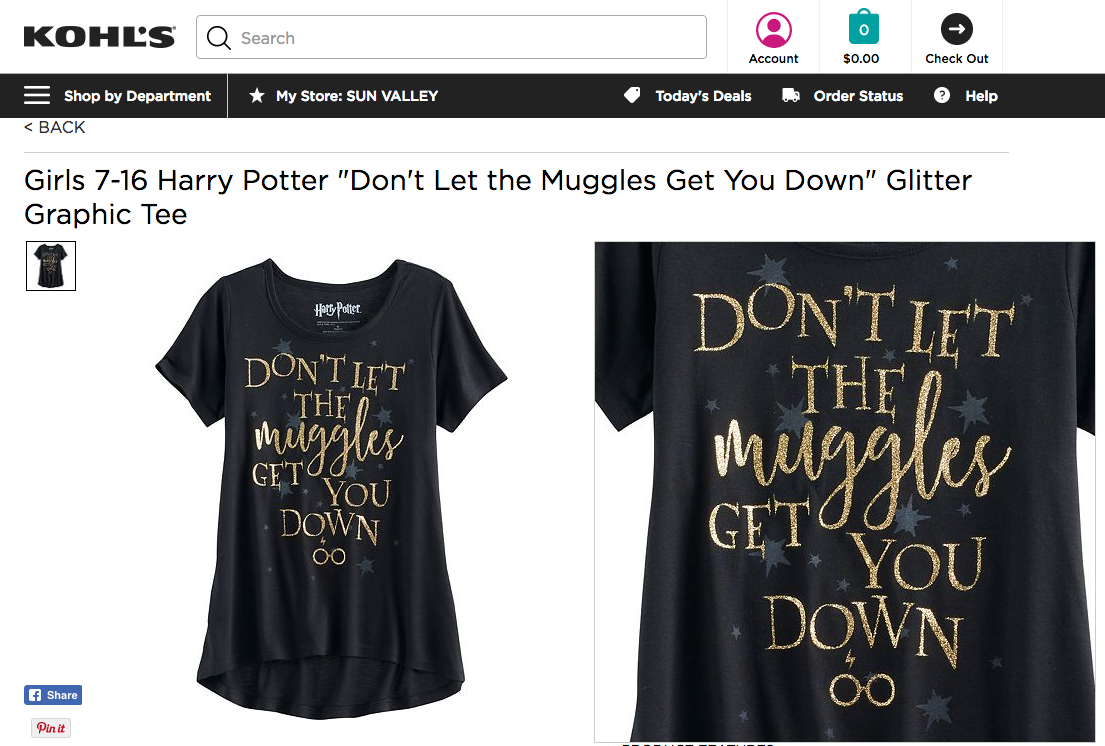 KOHL'S
Search
Account
0
$0.00
Check Out
Shop by Department
My Store: SUN VALLEY
Today's Deals
Order Status
? Help
< BACK
Girls 7-16 Harry Potter "Don't Let the Muggles Get You Down" Glitter
Graphic Tee
Harry Potter
DON'T LET
THE
muggles
GET
YOU
DOWN
DON'T LET
THE
muggles
GET
YOU
DOWN
Share
Pin it
PRODUCT FEATURES